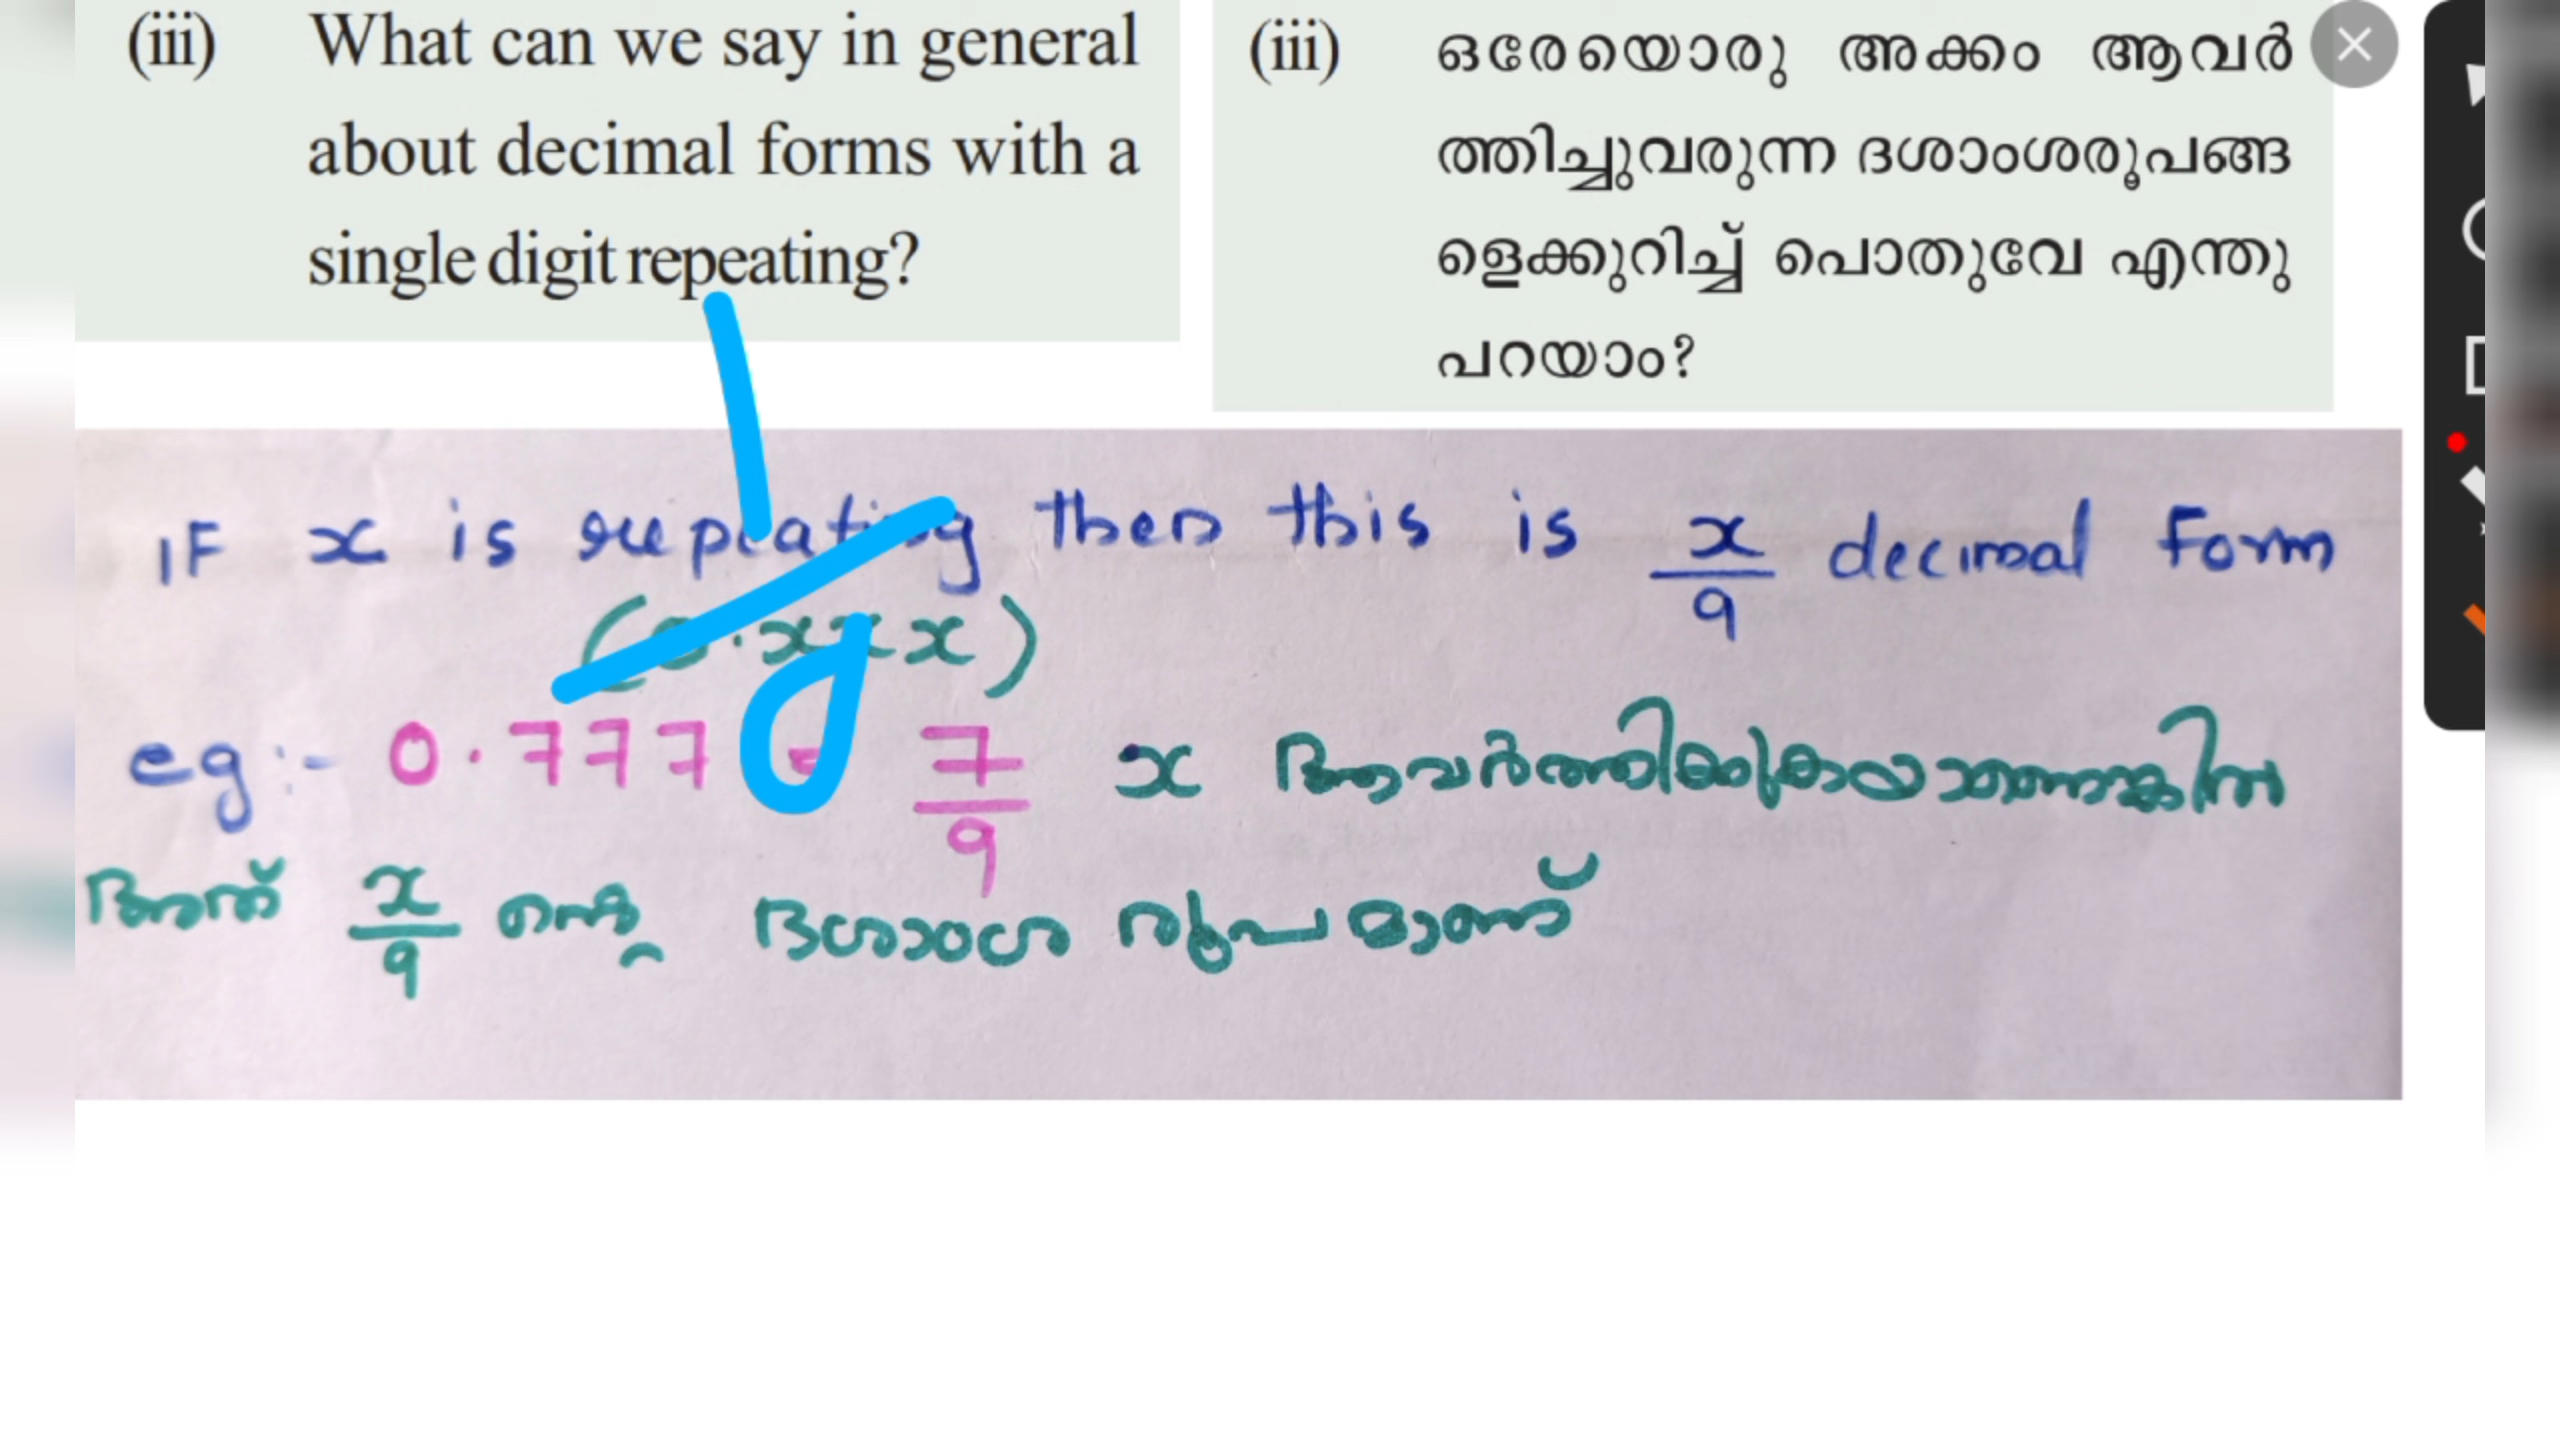 (iii) What can we say in general
about decimal forms with a
single digit repeating?
(iii) ഒരേയൊരു അക്കം ആവർ
ത്തിച്ചുവരുന്ന ദശാംശരൂപങ്ങ
ളെക്കുറിച്ച് പൊതുവേ എന്തു
പറയാം?
IF x is repeating then this is x/9 decimal Form
(0.xxx)
eg:- 0.777 = 7/9 x ആവർത്തിക്കുകയാണെങ്കിൽ
അത് x/9 ന്റെ ദശാംശ രൂപമാണ്
1/9